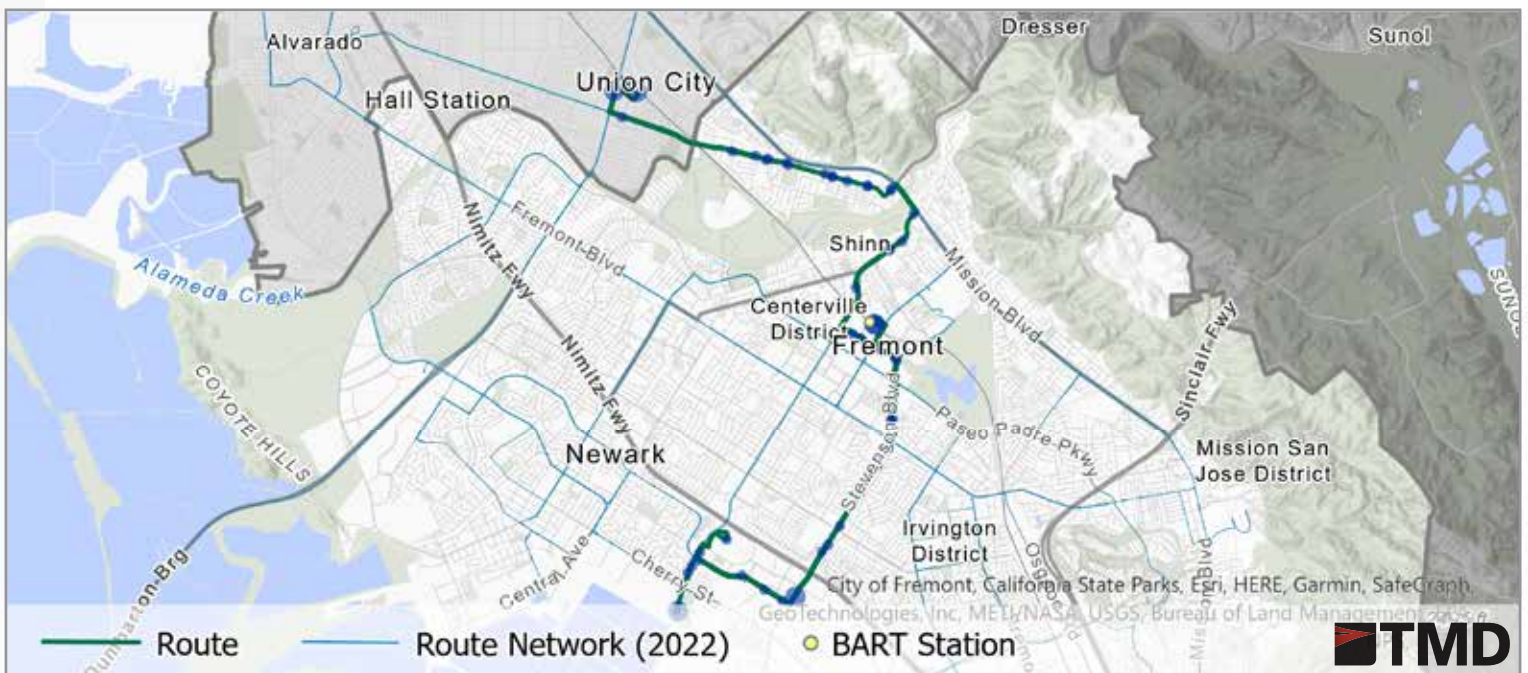 Dresser
Sunol
Alvarado
Union City
Hall Station
Fremont Blvd
Nimitz Fwy
Shinn
Mission Blvd
Alameda Creek
Centerville
District
Fremont
SUNOL
Sinclair Fwy
Nimitz Fwy
COYOTE HILLS
Stevenson Blvd
Paseo Padre Pkwy
Newark
Mission San
Jose District
Irvington
District
Central Ave
Cherry St
Dumbarton Brg
City of Fremont, California State Parks, Esri, HERE, Garmin, SafeGraph,
GeoTechnologies, Inc, METI/NASA, USGS, Bureau of Land Management
Mission Blvd
Route
Route Network (2022)
BART Station
TMD